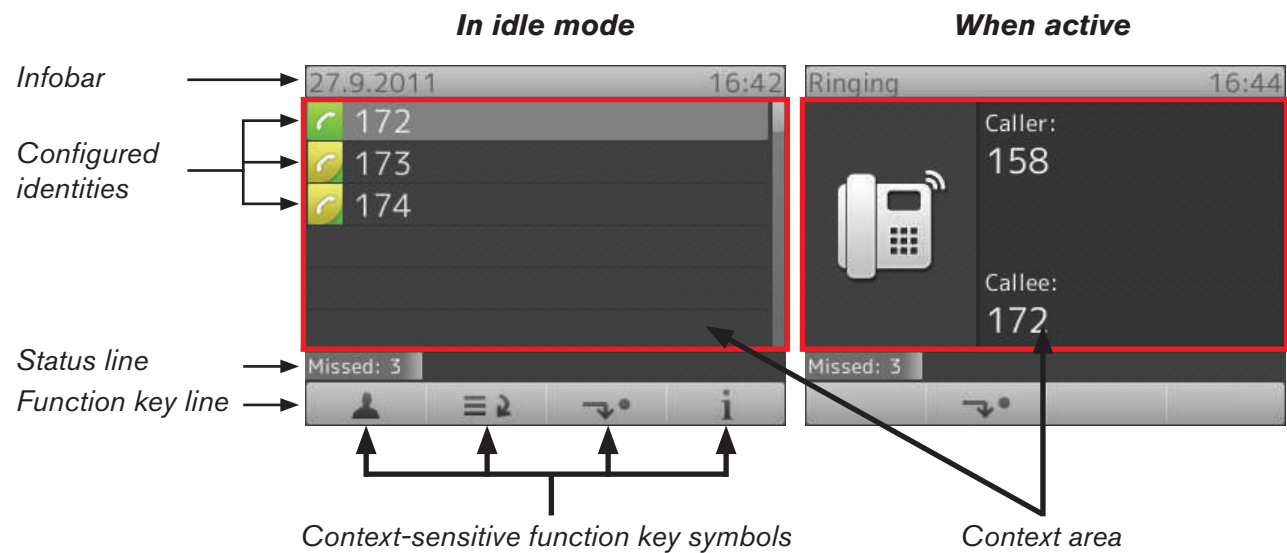 In idle mode
When active
Infobar
27.9.2011 16:42
Ringing 16:44
Configured
identities
172
173
174
Caller:
158
Callee:
172
Status line
Missed: 3
Missed: 3
Function key line
i
Context-sensitive function key symbols
Context area